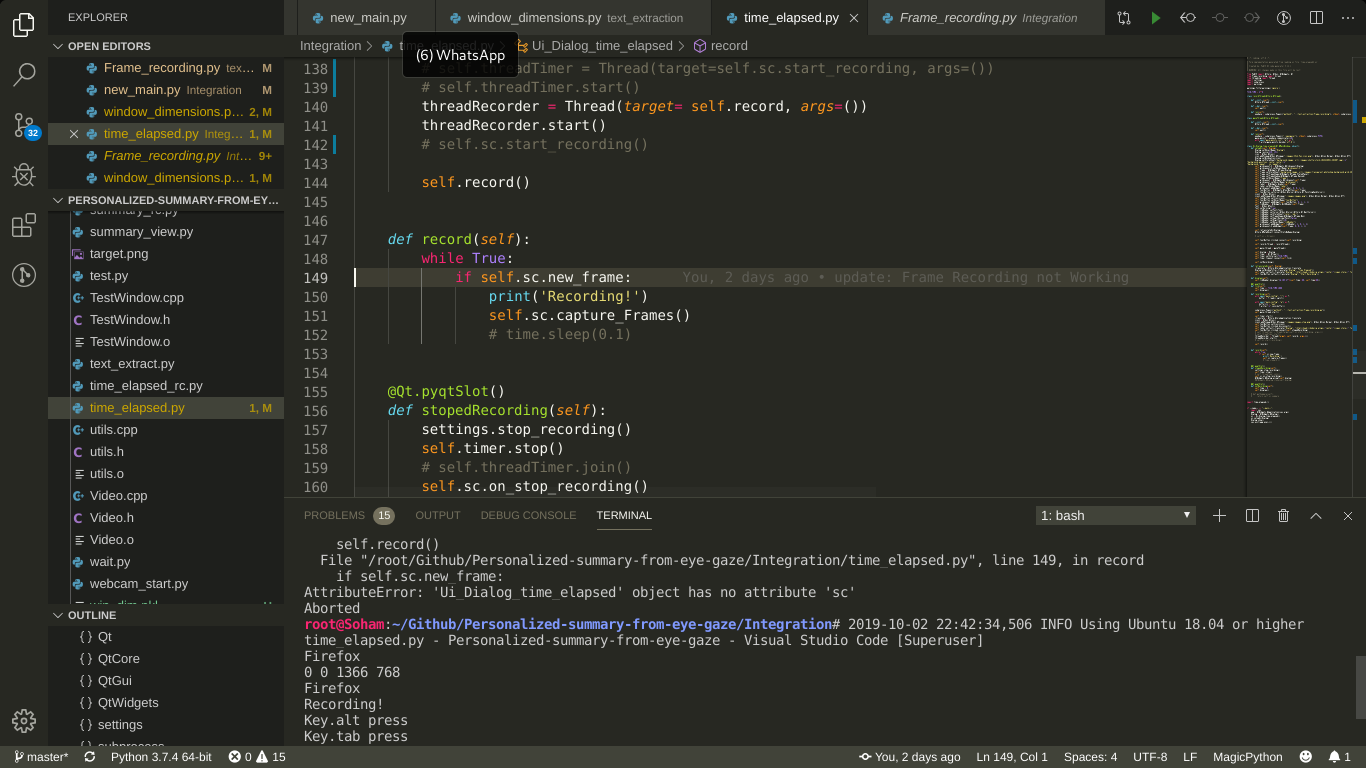 EXPLORER
OPEN EDITORS
Frame_recording.py tex... M
new_main.py Integration M
window_dimensions.p... 2, M
time_elapsed.py Integ... 1, M
Frame_recording.py Int... 9+
window_dimensions.p... 1, M
32
PERSONALIZED-SUMMARY-FROM-EY...
summary_rc.py
summary_view.py
target.png
test.py
TestWindow.cpp
TestWindow.h
TestWindow.o
text_extract.py
time_elapsed_rc.py
time_elapsed.py 1, M
utils.cpp
utils.h
utils.o
Video.cpp
Video.h
Video.o
wait.py
webcam_start.py
OUTLINE
{ } Qt
{ } QtCore
{ } QtGui
{ } QtWidgets
{ } settings
{ } subprocess
new_main.py
window_dimensions.py text_extraction
time_elapsed.py
Frame_recording.py Integration
Integration > time_elapsed.py > Ui_Dialog_time_elapsed > record
(6) WhatsApp
138 # self.threadTimer = Thread(target=self.sc.start_recording, args=())
139 # self.threadTimer.start()
140 threadRecorder = Thread(target= self.record, args=())
141 threadRecorder.start()
142 # self.sc.start_recording()
143
144 self.record()
145
146
147 def record(self):
148 while True:
149 if self.sc.new_frame: You, 2 days ago • update: Frame Recording not Working
150 print('Recording!')
151 self.sc.capture_Frames()
152 # time.sleep(0.1)
153
154
155 @Qt.pyqtSlot()
156 def stopedRecording(self):
157 settings.stop_recording()
158 self.timer.stop()
159 # self.threadTimer.join()
160 self.sc.on_stop_recording()
PROBLEMS 15 OUTPUT DEBUG CONSOLE TERMINAL 1: bash
self.record()
File "/root/Github/Personalized-summary-from-eye-gaze/Integration/time_elapsed.py", line 149, in record
if self.sc.new_frame:
AttributeError: 'Ui_Dialog_time_elapsed' object has no attribute 'sc'
Aborted
root@Soham:~/Github/Personalized-summary-from-eye-gaze/Integration# 2019-10-02 22:42:34,506 INFO Using Ubuntu 18.04 or higher
time_elapsed.py - Personalized-summary-from-eye-gaze - Visual Studio Code [Superuser]
Firefox
0 0 1366 768
Firefox
Recording!
Key.alt press
Key.tab press
master* Python 3.7.4 64-bit 0 15 You, 2 days ago Ln 149, Col 1 Spaces: 4 UTF-8 LF MagicPython 1